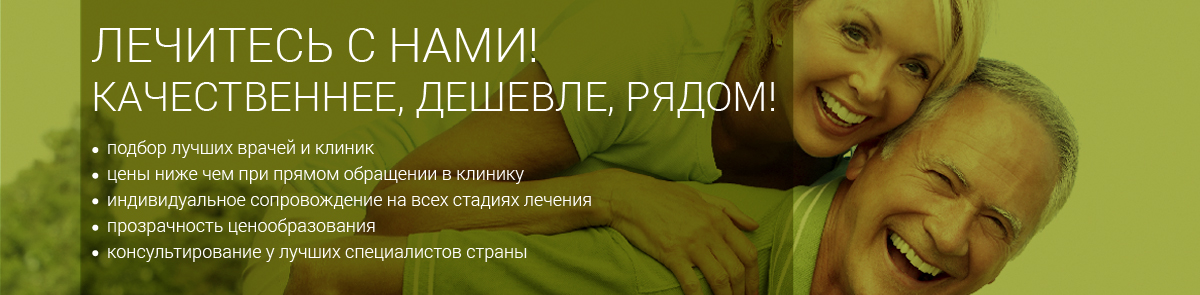 ЛЕЧИТЕСЬ С НАМИ!
КАЧЕСТВЕННЕЕ, ДЕШЕВЛЕ, РЯДОМ!
• подбор лучших врачей и клиник
• цены ниже чем при прямом обращении в клинику
• индивидуальное сопровождение на всех стадиях лечения
• прозрачность ценообразования
• консультирование у лучших специалистов страны